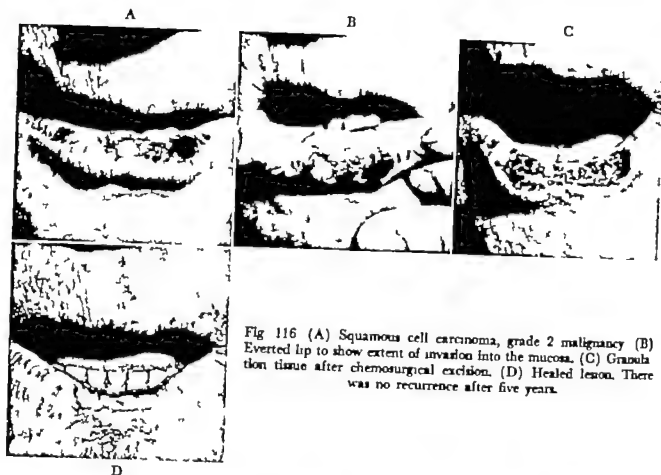 A
B
C
Fig 116 (A) Squamous cell carcinoma, grade 2 malignancy (B)
Everted lip to show extent of invasion into the mucosa. (C) Granula
tion tissue after chemosurgical excision. (D) Healed lesion. There
was no recurrence after five years.
D